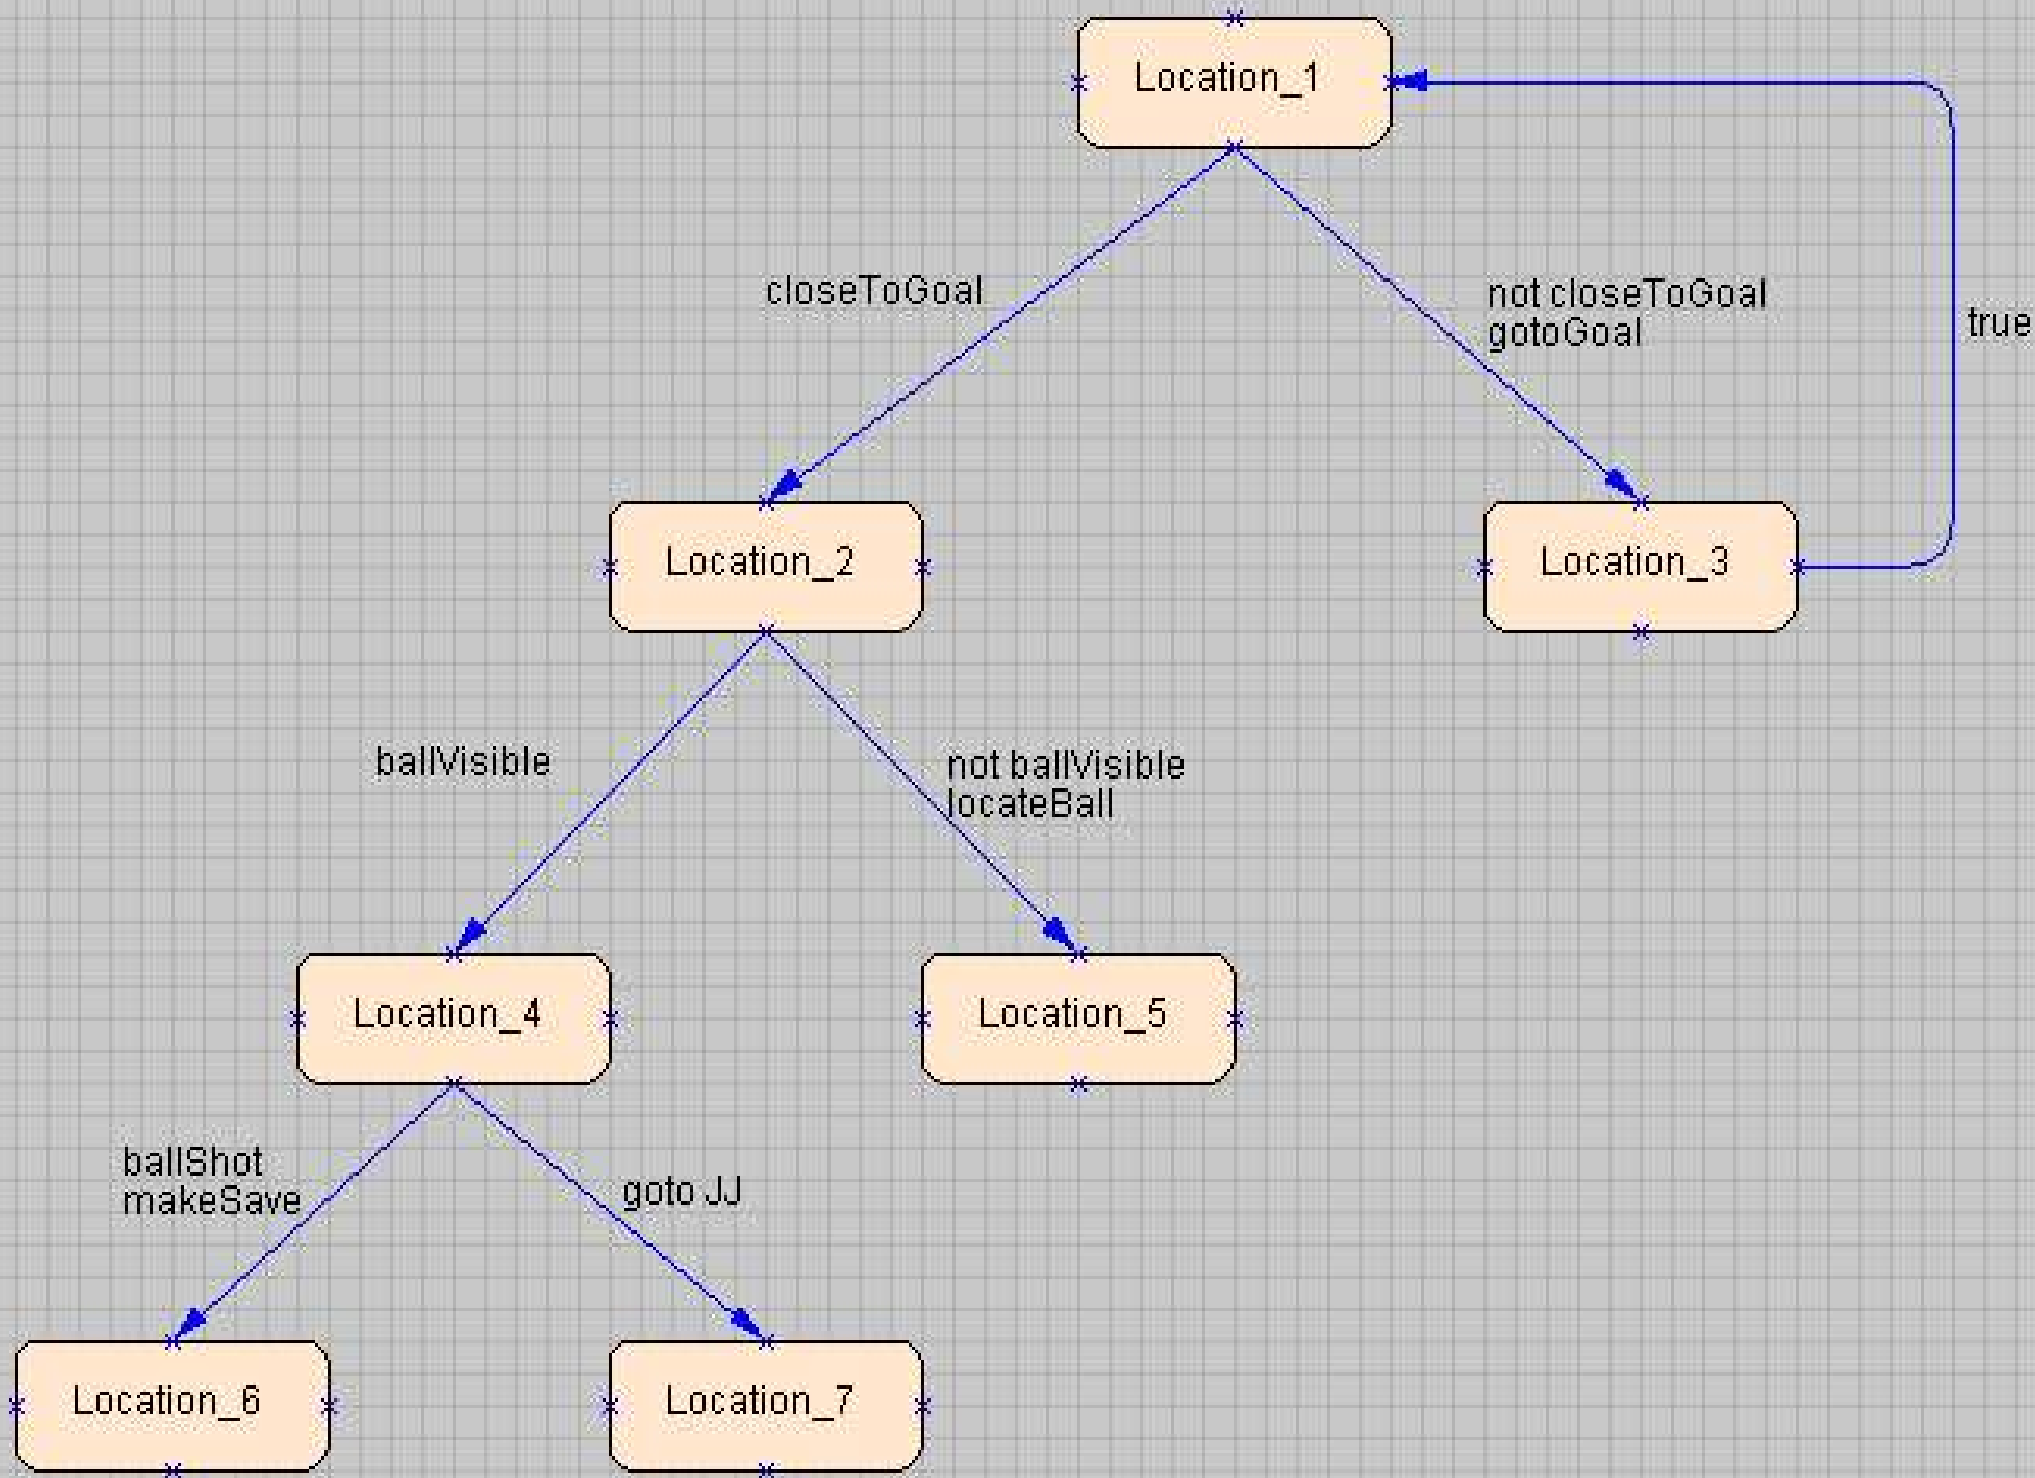 Location_1
closeToGoal
not closeToGoal
gotoGoal
true
Location_2
Location_3
ballVisible
not ballVisible
locateBall
Location_4
Location_5
ballShot
makeSave
goto JJ
Location_6
Location_7